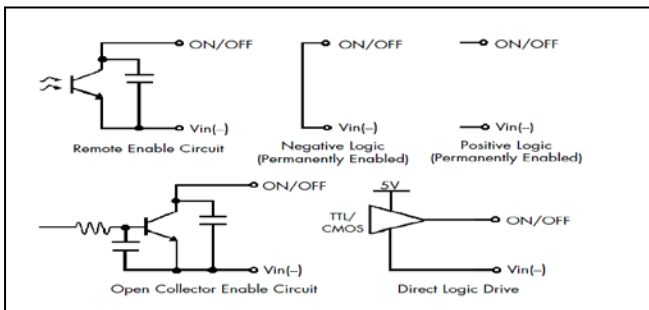 ON/OFF ON/OFF ON/OFF
Vin(–) Vin(–) Vin(–)
Remote Enable Circuit
Negative Logic
(Permanently Enabled)
Positive Logic
(Permanently Enabled)
ON/OFF
Vin(–)
Open Collector Enable Circuit
5V
TTL/
CMOS
ON/OFF
Vin(–)
Direct Logic Drive